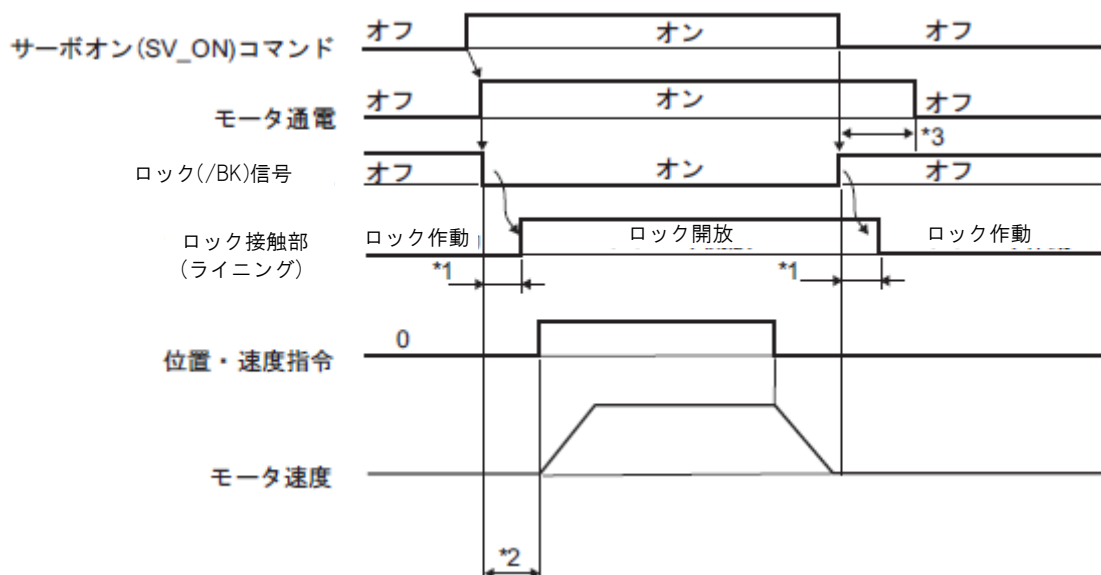 サーボオン(SV_ON)コマンド オフ オン オフ
モータ通電 オフ オン オフ
*3
ロック(/BK)信号 オフ オン オフ
ロック接触部 ロック作動 ロック開放 ロック作動
(ライニング) *1 *1
位置・速度指令 0
モータ速度
*2